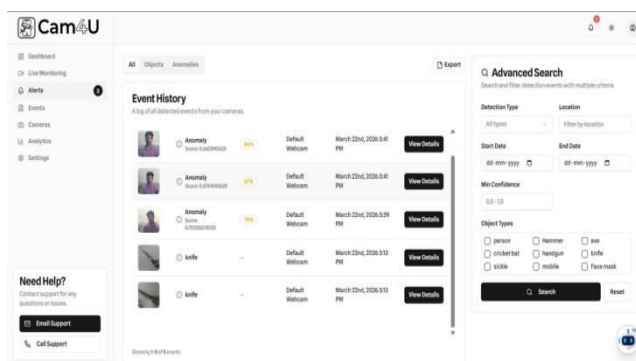 Cam4U
Dashboard
Live Monitoring
Alerts
Events
Cameras
Analytics
Settings
Need Help?
Contact support for any
questions or issues.
Email Support
Call Support
All Objects Anomalies
Export
Event History
A log of all detected events from your cameras.
Anomaly
Default
Webcam
March 22nd, 2026 3:41
PM
View Details
Anomaly
Default
Webcam
March 22nd, 2026 3:41
PM
View Details
Anomaly
Default
Webcam
March 22nd, 2026 3:39
PM
View Details
knife
Default
Webcam
March 22nd, 2026 3:13
PM
View Details
knife
Default
Webcam
March 22nd, 2026 3:13
PM
View Details
Advanced Search
Search and filter detection events with multiple criteria
Detection Type Location
All types Filter by location
Start Date End Date
dd-mm-yyyy dd-mm-yyyy
Min Confidence
0.0 - 1.0
Object Types
person Hammer axe
cricket bat handgun knife
sickle mobile Face mask
Search Reset